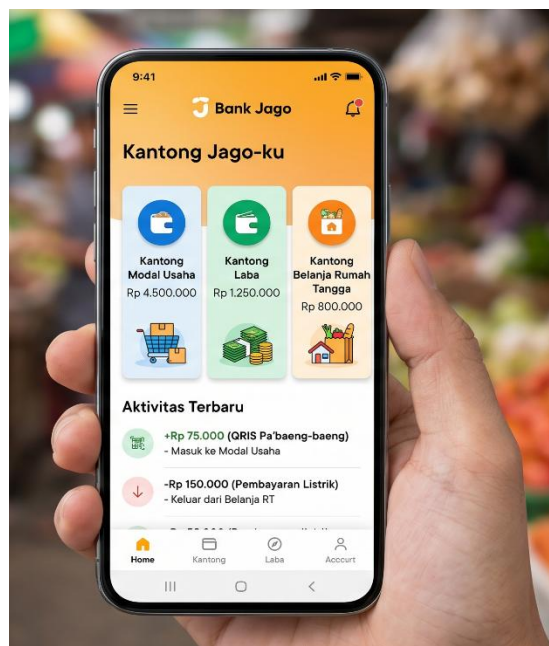 9:41
Bank Jago
Kantong Jago-ku
Kantong
Modal Usaha
Rp 4.500.000
Kantong
Laba
Rp 1.250.000
Kantong
Belanja Rumah
Tangga
Rp 800.000
Aktivitas Terbaru
+Rp 75.000 (QRIS Pa'baeng-baeng)
- Masuk ke Modal Usaha
-Rp 150.000 (Pembayaran Listrik)
- Keluar dari Belanja RT
Home
Kantong
Laba
Accourt